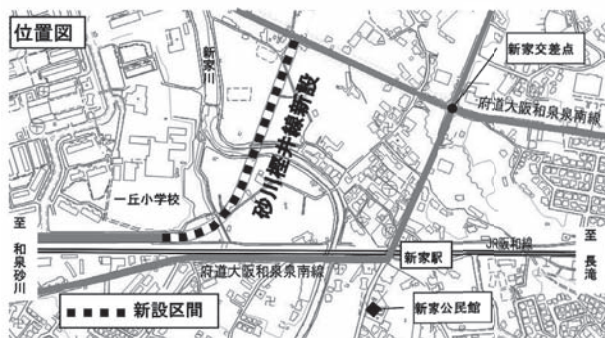 位置図
新家川
新家交差点
府道大阪和泉泉南線
砂川樫井線新設
一丘小学校
至 和泉砂川
新家駅
JR阪和線
至 長滝
府道大阪和泉泉南線
新設区間
新家公民館